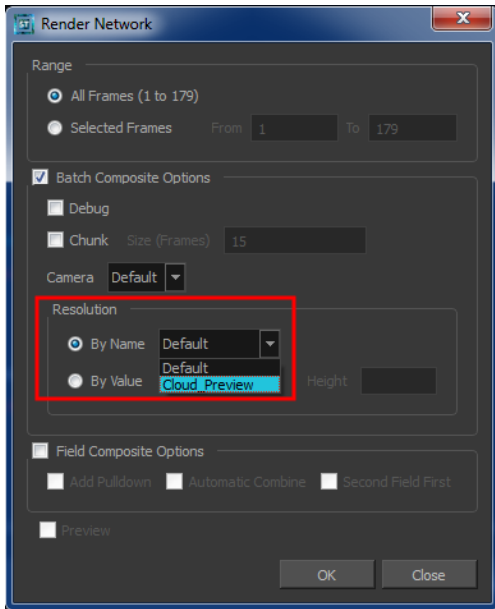 ST Render Network
Range
All Frames (1 to 179)
Selected Frames From 1 To 179
Batch Composite Options
Debug
Chunk Size (Frames) 15
Camera Default
Resolution
By Name Default
Default
Cloud_Preview
By Value Height
Field Composite Options
Add Pulldown Automatic Combine Second Field First
Preview
OK Close